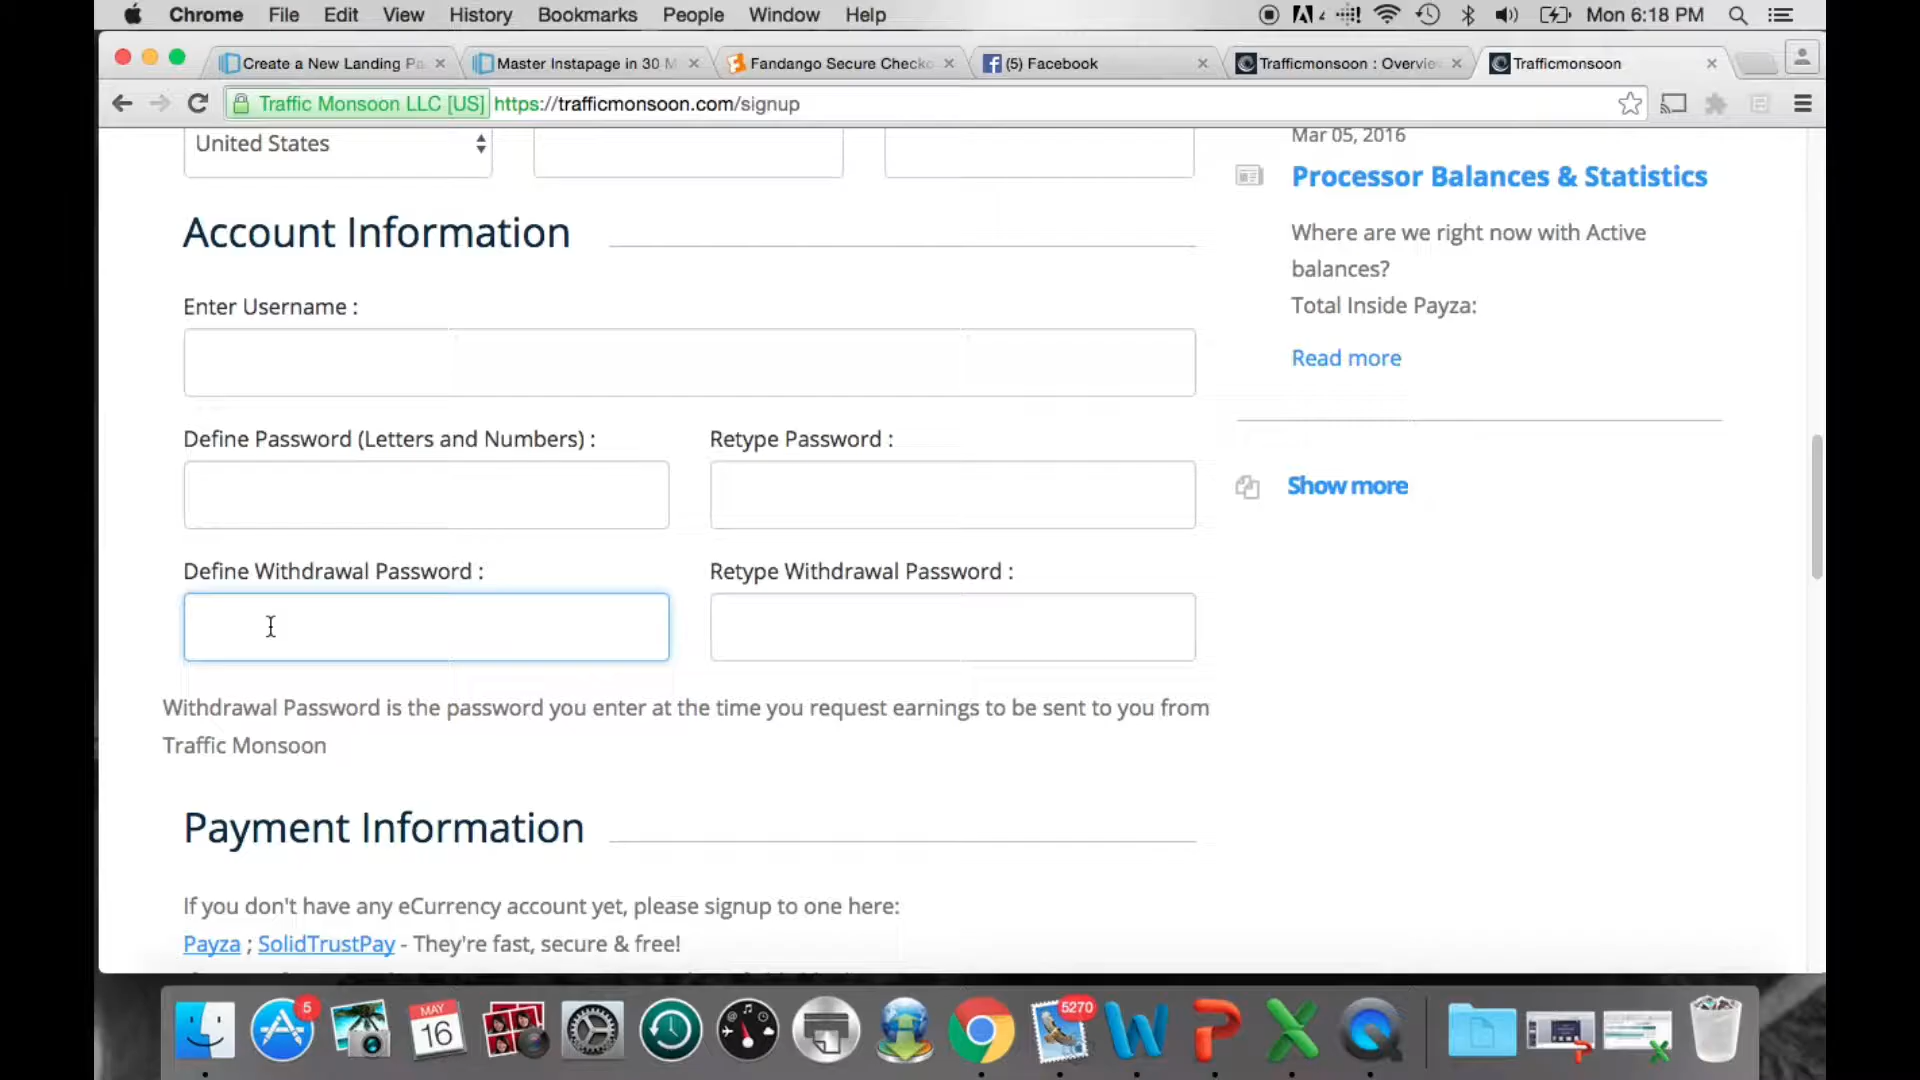 Chrome File Edit View History Bookmarks People Window Help
4 Mon 6:18 PM
Create a New Landing Pa
Master Instapage in 30 M
Fandango Secure Checko
(5) Facebook
Trafficmonsoon : Overvie
Trafficmonsoon
Traffic Monsoon LLC [US] https://trafficmonsoon.com/signup
United States
Account Information
Enter Username :
Define Password (Letters and Numbers) :
Retype Password :
Define Withdrawal Password :
Retype Withdrawal Password :
Withdrawal Password is the password you enter at the time you request earnings to be sent to you from
Traffic Monsoon
Payment Information
If you don't have any eCurrency account yet, please signup to one here:
Payza ; SolidTrustPay - They're fast, secure & free!
Mar 05, 2016
Processor Balances & Statistics
Where are we right now with Active
balances?
Total Inside Payza:
Read more
Show more
5
MAY
16
5270